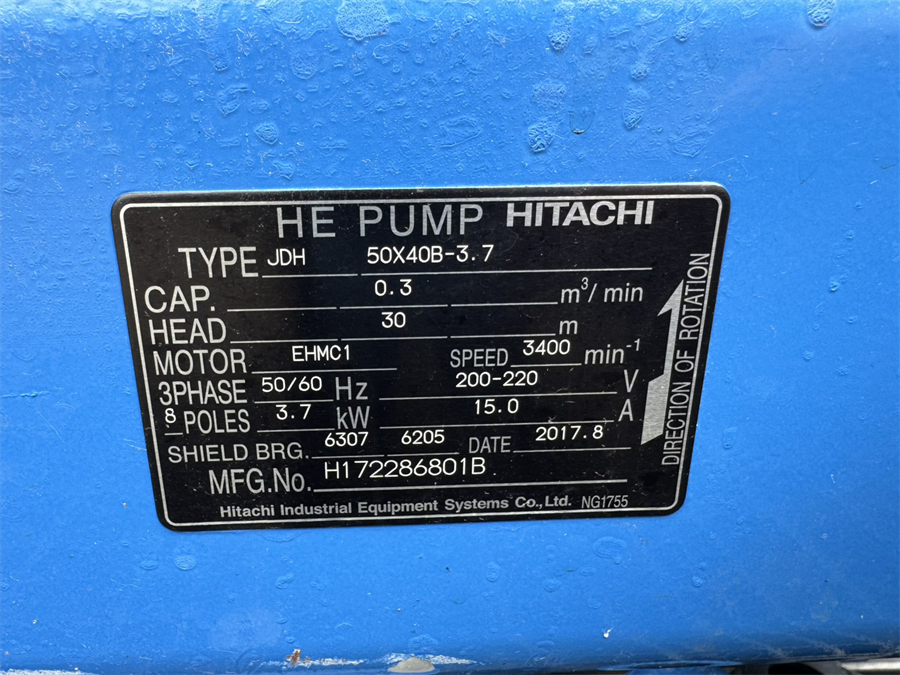 HE PUMP HITACHI
TYPE JDH 50X40B-3.7
CAP. 0.3 m³/min
HEAD 30 m
MOTOR EHMC1 SPEED 3400 min⁻¹
3PHASE 50/60 Hz 200-220 V
8 POLES 3.7 kW 15.0 A
SHIELD BRG. 6307 6205 DATE 2017.8
MFG.No. H172286801B
Hitachi Industrial Equipment Systems Co.,Ltd. NG1755
DIRECTION OF ROTATION